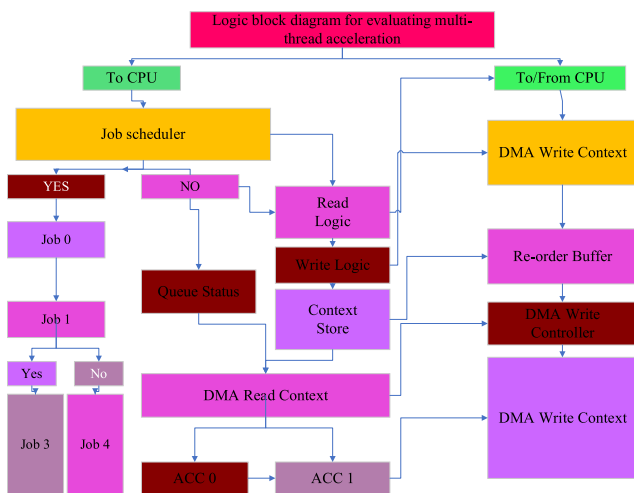 Logic block diagram for evaluating multi-
thread acceleration
To CPU
To/From CPU
Job scheduler
DMA Write Context
YES
NO
Read
Logic
Job 0
Write Logic
Re-order Buffer
Queue Status
Context
Store
Job 1
DMA Write
Controller
Yes
No
DMA Read Context
DMA Write Context
Job 3
Job 4
ACC 0
ACC 1